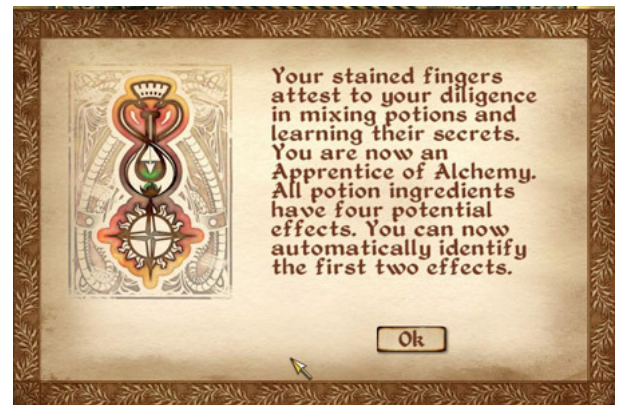 Your stained fingers
attest to your diligence
in mixing potions and
learning their secrets.
You are now an
Apprentice of Alchemy.
All potion ingredients
have four potential
effects. You can now
automatically identify
the first two effects.
Ok